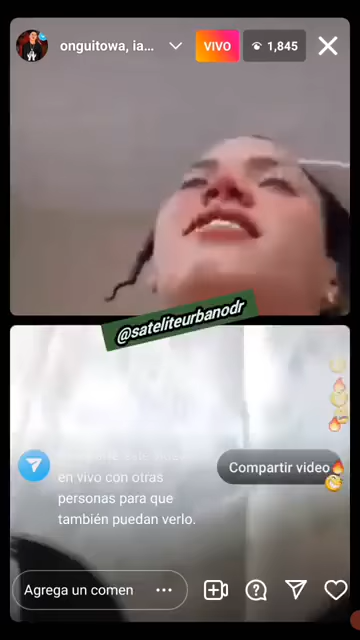 onguitowa, ia...
VIVO
1,845
@sateliteurbanodr
en vivo con otras
personas para que
también puedan verlo.
Compartir video
Agrega un comen